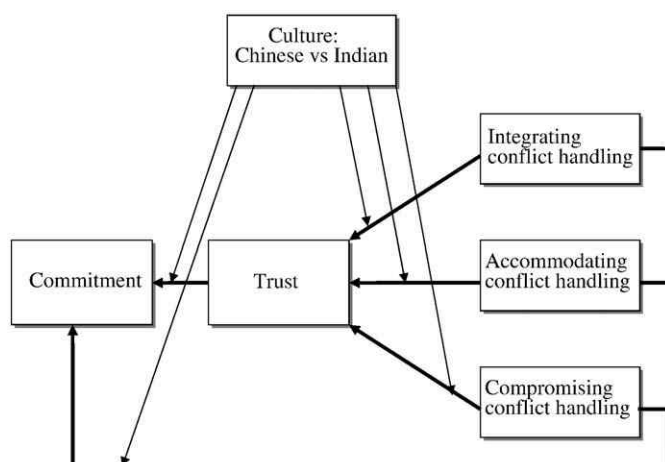 Culture:
Chinese vs Indian
Integrating
conflict handling
Commitment
Trust
Accommodating
conflict handling
Compromising
conflict handling